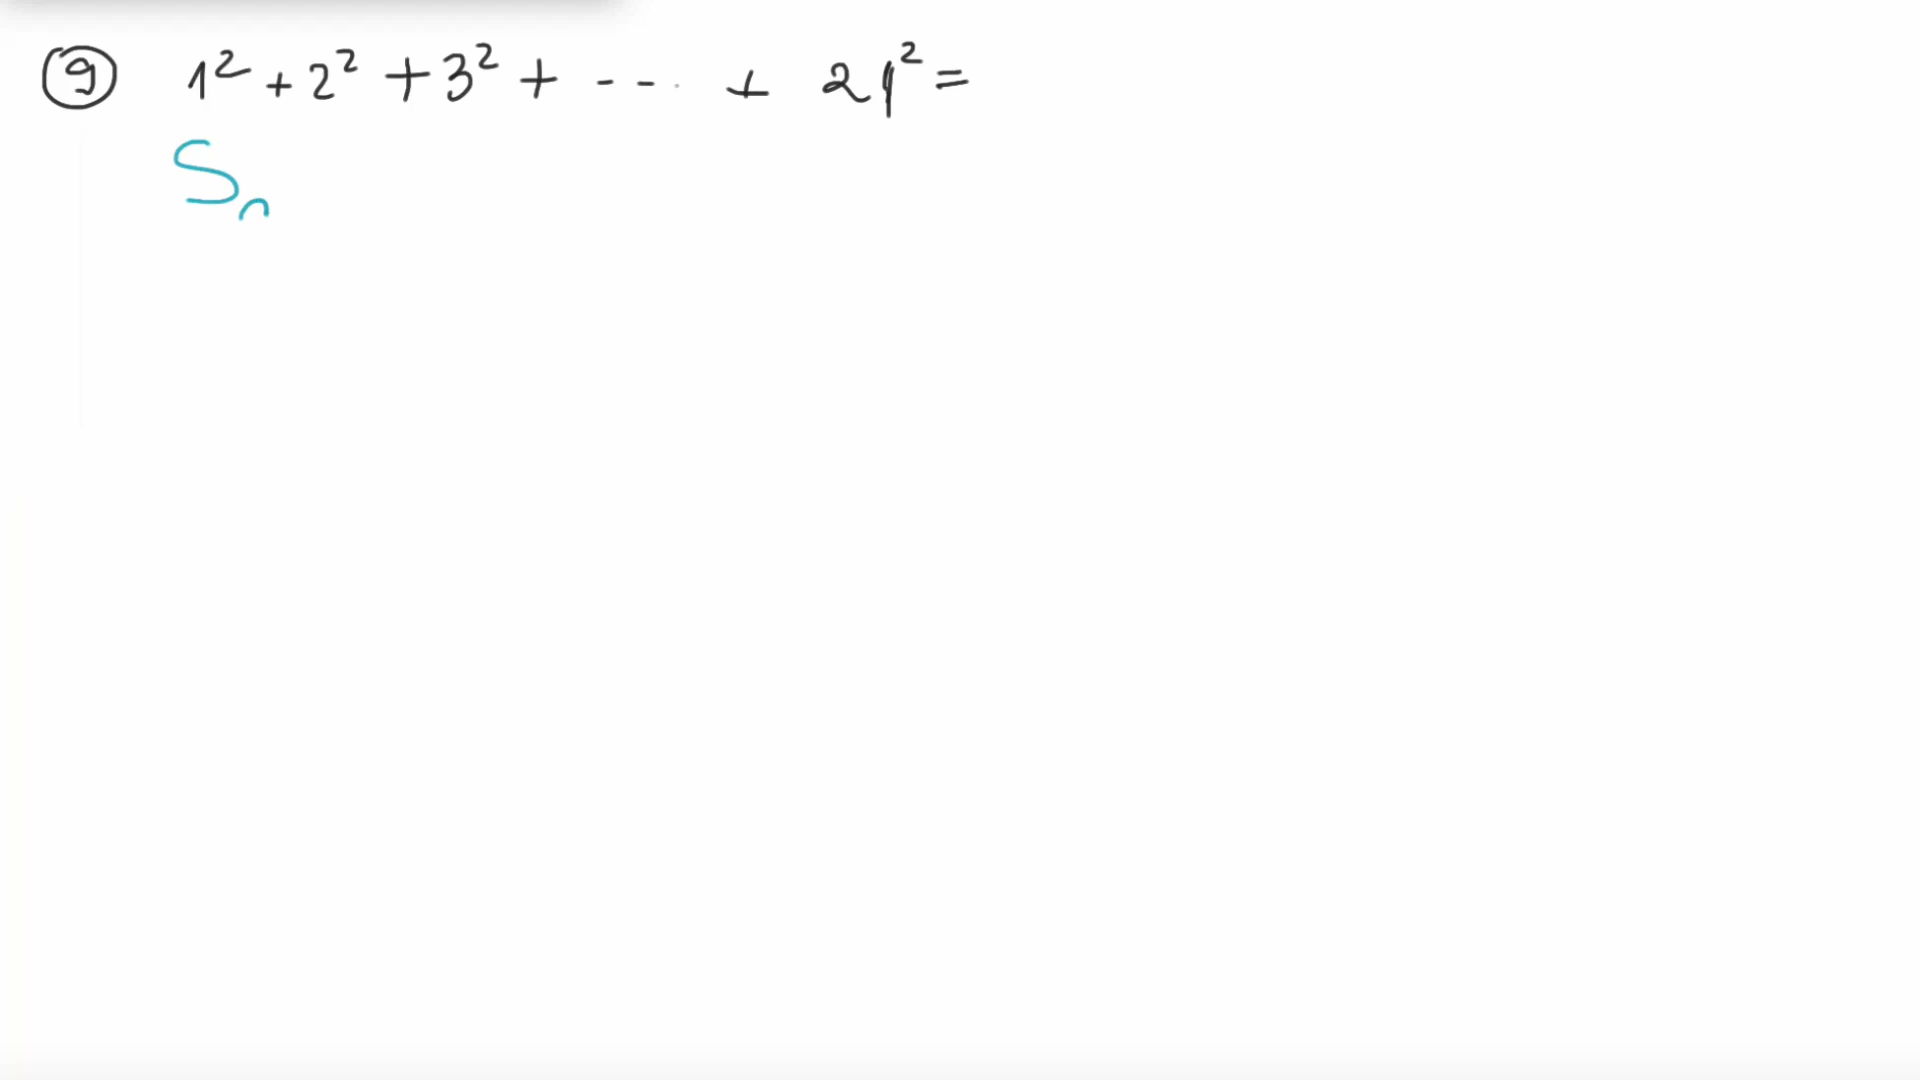 ⑨ 1² + 2² + 3² + --- + 21² =
Sₙ